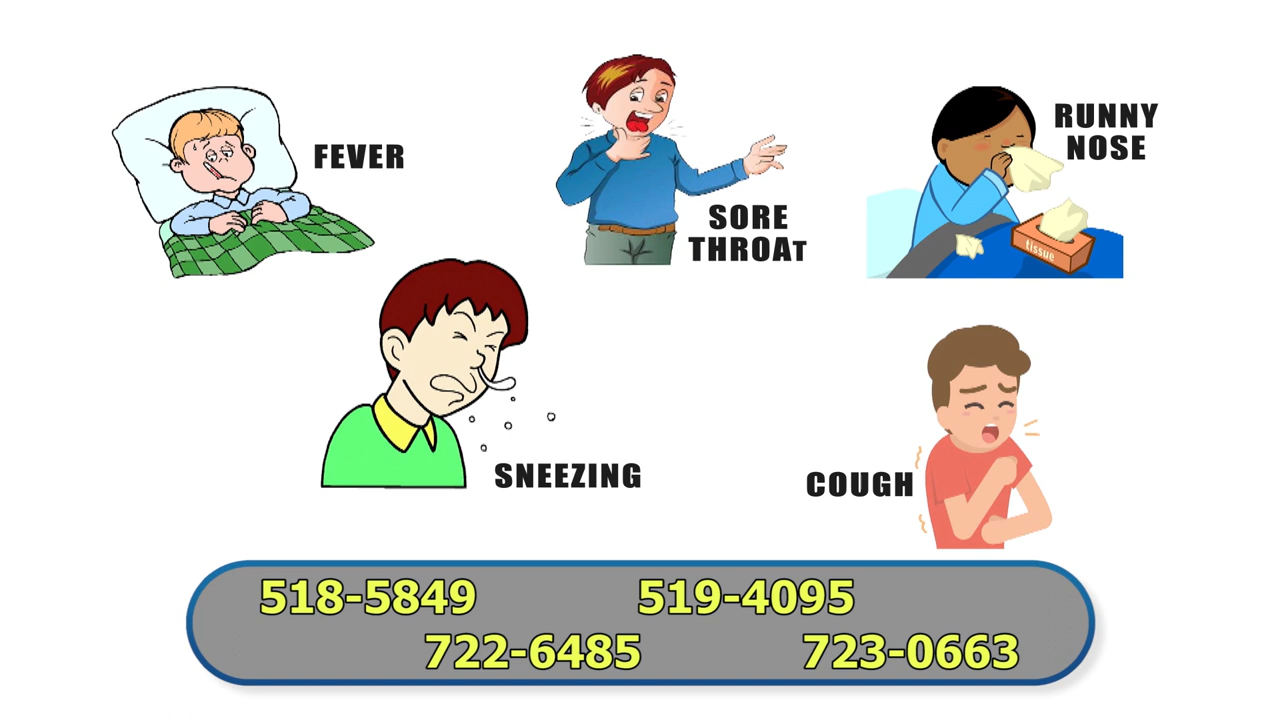 FEVER
SORE
THROAT
RUNNY
NOSE
tissue
SNEEZING
COUGH
518-5849 519-4095
722-6485 723-0663